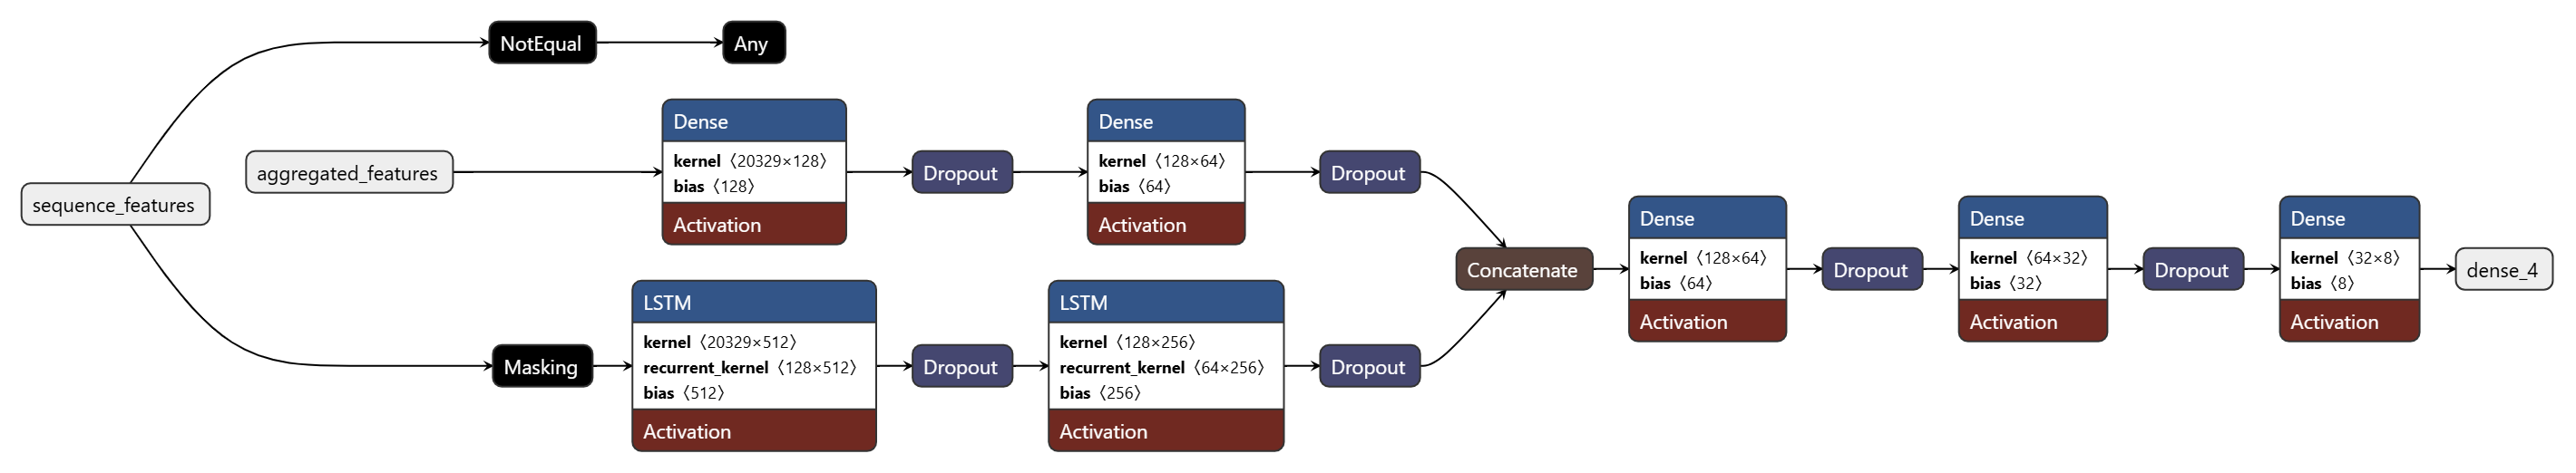 NotEqual
Any
sequence_features
aggregated_features
Dense
kernel 〈20329×128〉
bias 〈128〉
Activation
Dropout
Dense
kernel 〈128×64〉
bias 〈64〉
Activation
Dropout
Masking
LSTM
kernel 〈20329×512〉
recurrent_kernel 〈128×512〉
bias 〈512〉
Activation
Dropout
LSTM
kernel 〈128×256〉
recurrent_kernel 〈64×256〉
bias 〈256〉
Activation
Dropout
Concatenate
Dense
kernel 〈128×64〉
bias 〈64〉
Activation
Dropout
Dense
kernel 〈64×32〉
bias 〈32〉
Activation
Dropout
Dense
kernel 〈32×8〉
bias 〈8〉
Activation
dense_4